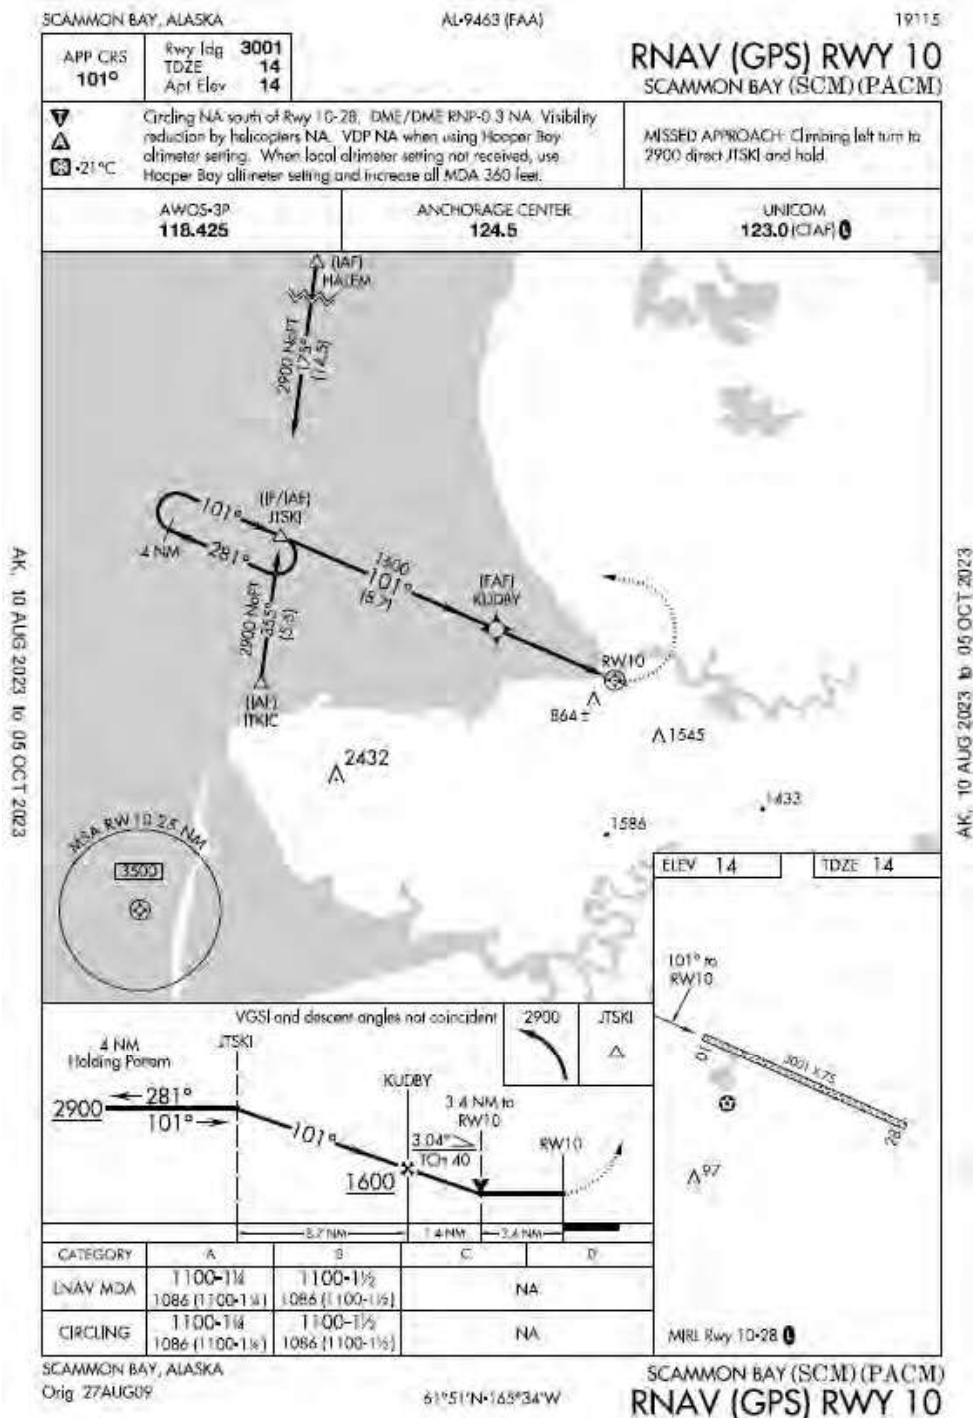 SCAMMON BAY, ALASKA
AL-9463 (FAA)
19115
APP CRS
101°
Rwy ldg 3001
TDZE 14
Apt Elev 14
RNAV (GPS) RWY 10
SCAMMON BAY (SCM) (PACM)
-21°C
Circling NA south of Rwy 10-28. DME/DME RNP-0.3 NA. Visibility
reduction by helicopters NA. VDP NA when using Hooper Bay
altimeter setting. When local altimeter setting not received, use
Hooper Bay altimeter setting and increase all MDA 360 feet.
MISSED APPROACH: Climbing left turn to
2900 direct JTSKI and hold.
AWOS-3P
118.425
ANCHORAGE CENTER
124.5
UNICOM
123.0 (CTAF) L
(IAF)
HALEM
2900 NoPT
175°
(14.5)
(IF/IAF)
JTSKI
101°
281°
4 NM
1600
101°
(FAF)
KUDBY
2900 NoPT
355°
(IAF)
RW10
864±
1545
2432
1433
1586
MSA RW10 25 NM
3500
ELEV 14
TDZE 14
101° to
RW10
10
3001 X 75
28
97
MIRL Rwy 10-28 L
VGSI and descent angles not coincident
2900
JTSKI
4 NM
Holding Pattern
JTSKI
KUDBY
3.4 NM to
RW10
RW10
2900
281°
101°
101°
3.04°
TCH 40
1600
1.4 NM
3.4 NM
CATEGORY
A
B
C
D
LNAV MDA
1100-1¼
1086 (1100-1¼)
1100-1½
1086 (1100-1½)
NA
CIRCLING
1100-1¼
1086 (1100-1¼)
1100-1½
1086 (1100-1½)
NA
SCAMMON BAY, ALASKA
Orig 27AUG09
61°51'N-165°34'W
SCAMMON BAY (SCM) (PACM)
RNAV (GPS) RWY 10
AK, 10 AUG 2023 to 05 OCT 2023
AK, 10 AUG 2023 to 05 OCT 2023